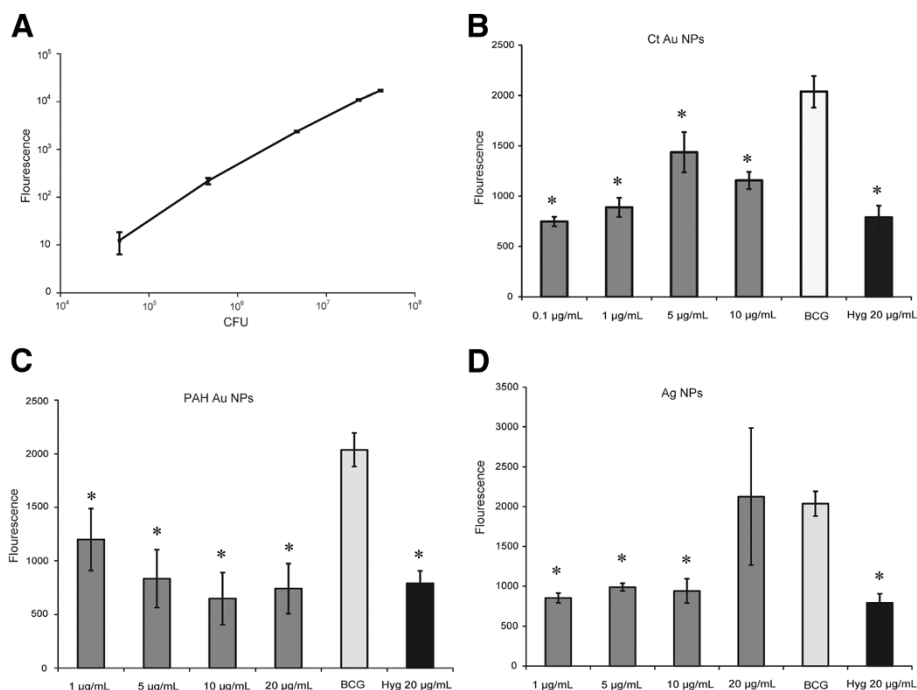 A
10⁵
10⁴
10³
10²
10
0
Flourescence
10⁴ 10⁵ 10⁶ 10⁷ 10⁸
CFU
B
Ct Au NPs
2500
2000
1500
1000
500
0
Flourescence
* * * * *
0.1 µg/mL 1 µg/mL 5 µg/mL 10 µg/mL BCG Hyg 20 µg/mL
C
PAH Au NPs
2500
2000
1500
1000
500
0
Flourescence
* * * * *
1 µg/mL 5 µg/mL 10 µg/mL 20 µg/mL BCG Hyg 20 µg/mL
D
Ag NPs
3500
3000
2500
2000
1500
1000
500
0
Flourescence
* * * *
1 µg/mL 5 µg/mL 10 µg/mL 20 µg/mL BCG Hyg 20 µg/mL